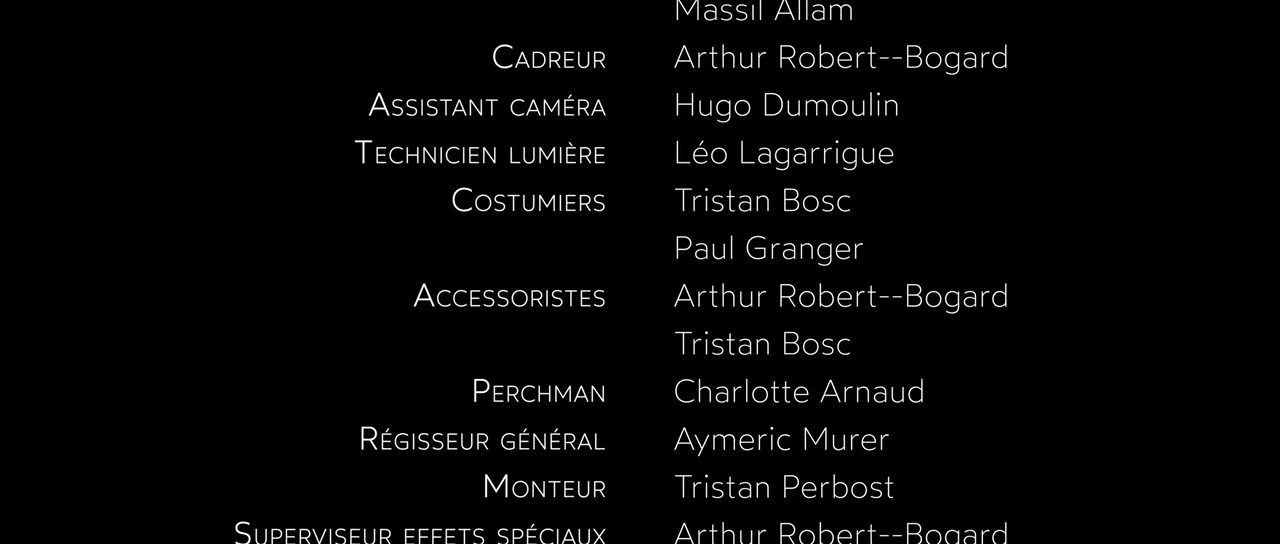 Massil Allam
Cadreur Arthur Robert--Bogard
Assistant caméra Hugo Dumoulin
Technicien lumière Léo Lagarrigue
Costumiers Tristan Bosc
Paul Granger
Accessoristes Arthur Robert--Bogard
Tristan Bosc
Perchman Charlotte Arnaud
Régisseur général Aymeric Murer
Monteur Tristan Perbost
Superviseur effets spéciaux Arthur Robert--Bogard